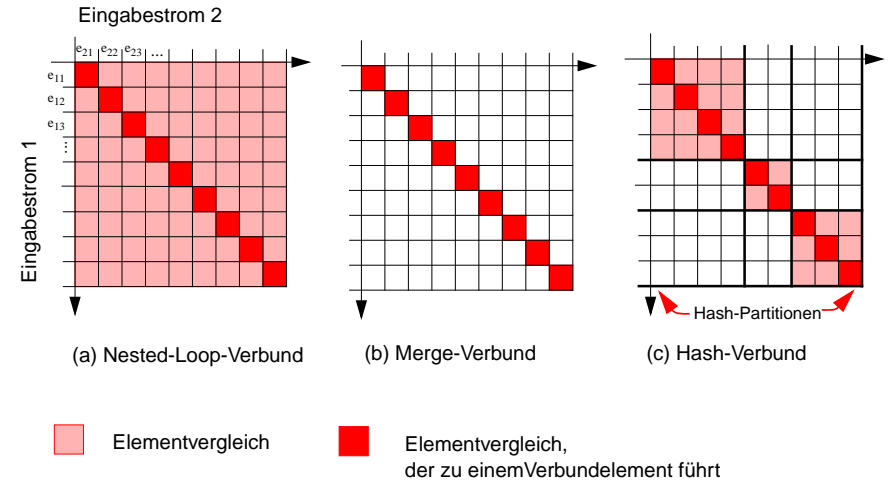 Eingabestrom 2
e21 e22 e23 ...
e11
e12
e13
...
Eingabestrom 1
Hash-Partitionen
(a) Nested-Loop-Verbund
(b) Merge-Verbund
(c) Hash-Verbund
Elementvergleich
Elementvergleich,
der zu einemVerbundelement führt